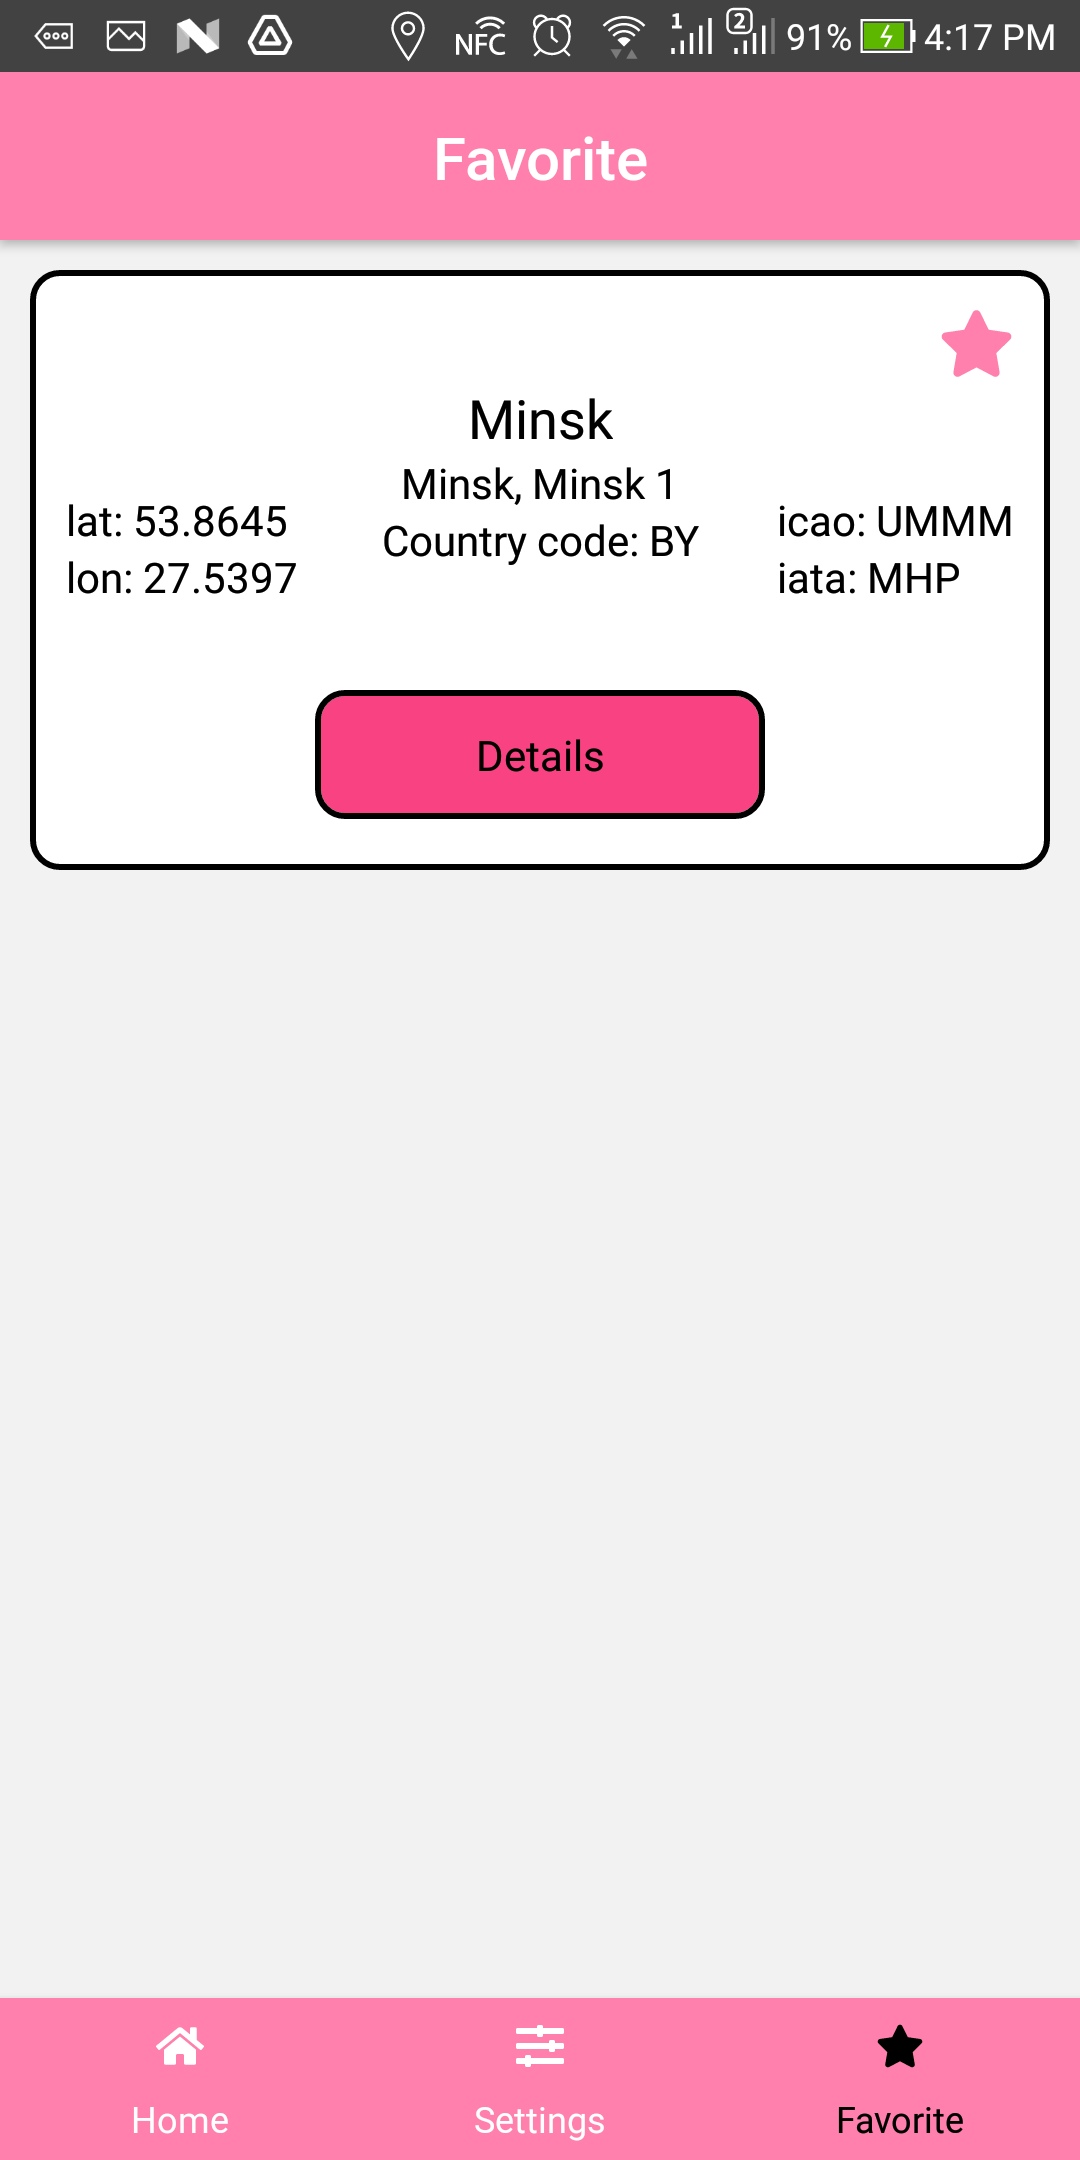 NFC 1 2 91% 4:17 PM
Favorite
Minsk
Minsk, Minsk 1
Country code: BY
lat: 53.8645
lon: 27.5397
icao: UMMM
iata: MHP
Details
Home
Settings
Favorite